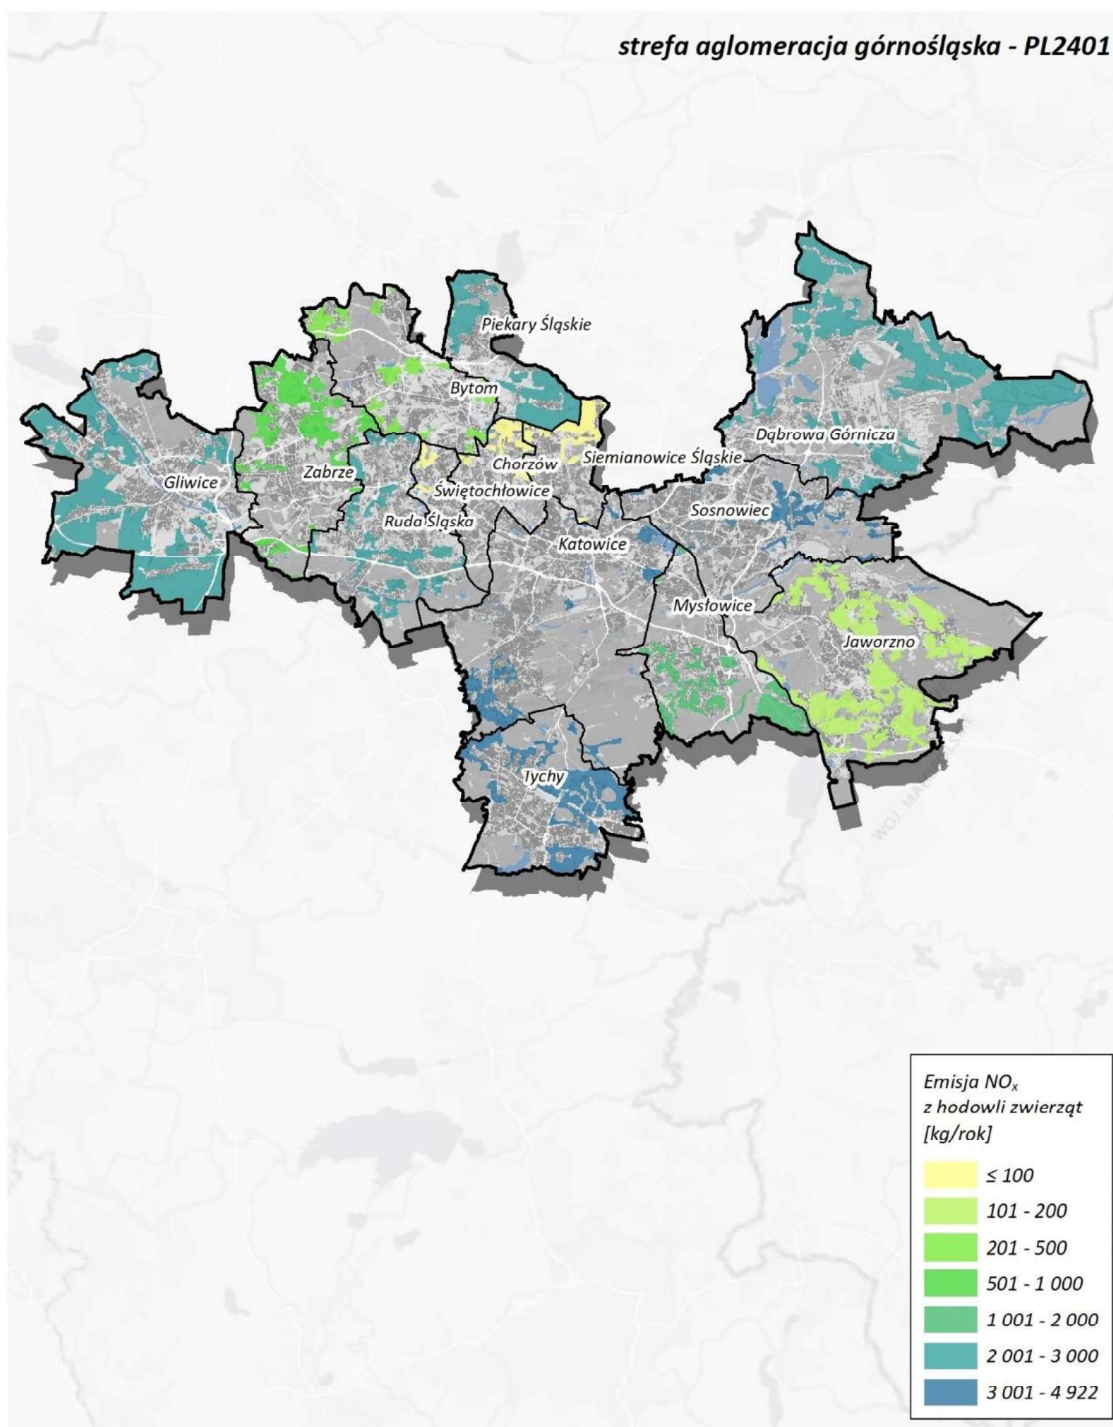 strefa aglomeracja górnośląska - PL2401
Piekary Śląskie
Bytom
Dąbrowa Górnicza
Chorzów
Siemianowice Śląskie
Zabrze
Gliwice
Świętochłowice
Sosnowiec
Ruda Śląska
Katowice
Mysłowice
Jaworzno
Tychy
Emisja NOₓ
z hodowli zwierząt
[kg/rok]
≤ 100
101 - 200
201 - 500
501 - 1 000
1 001 - 2 000
2 001 - 3 000
3 001 - 4 922